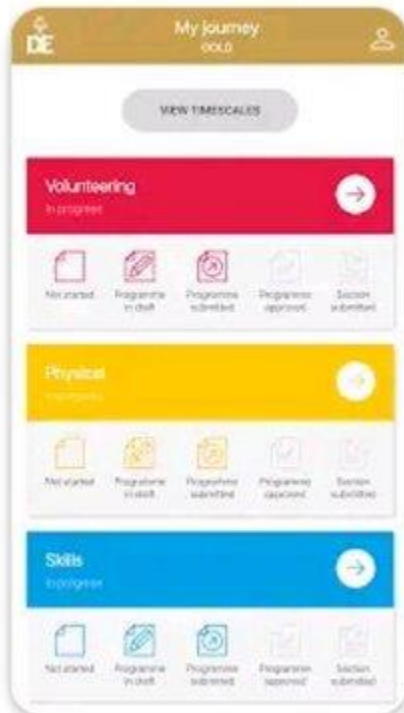 DE
My journey
GOLD
VIEW TIMESCALES
Volunteering
In progress
Not started
Programme in draft
Programme submitted
Programme approved
Section submitted
Physical
In progress
Not started
Programme in draft
Programme submitted
Programme approved
Section submitted
Skills
In progress
Not started
Programme in draft
Programme submitted
Programme approved
Section submitted